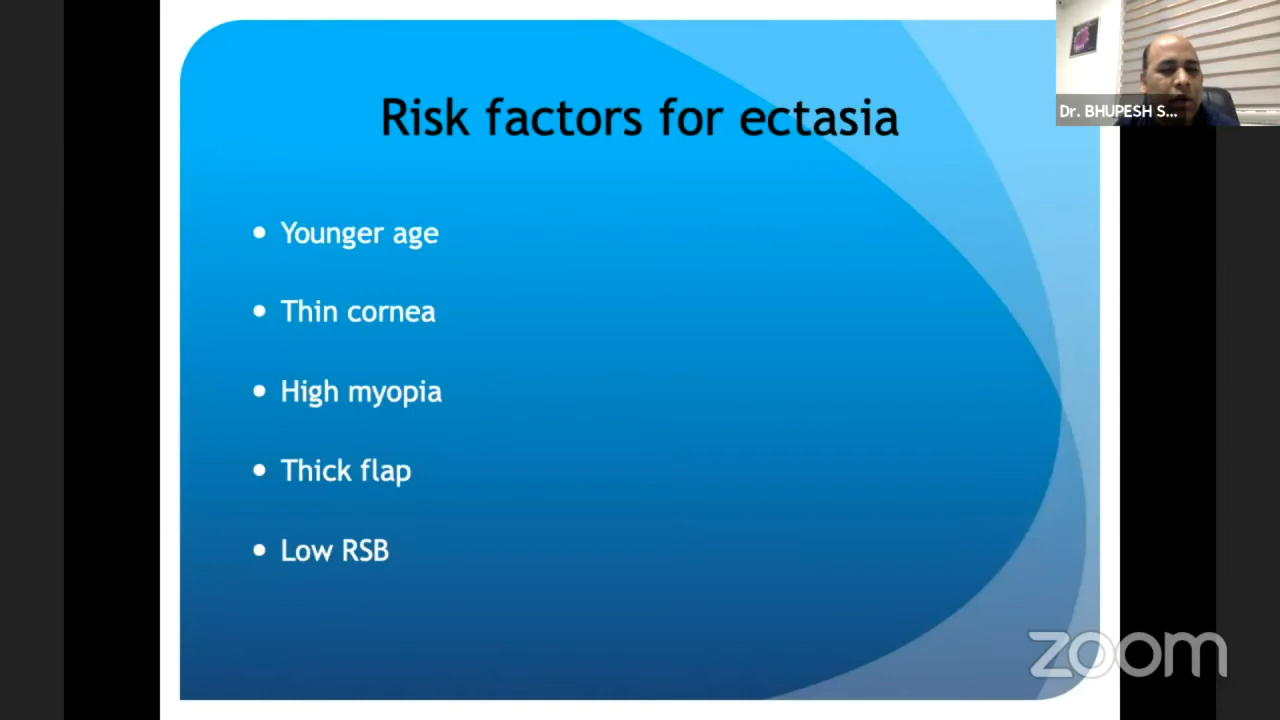 Risk factors for ectasia
Dr. BHUPESH S...
• Younger age
• Thin cornea
• High myopia
• Thick flap
• Low RSB
zoom